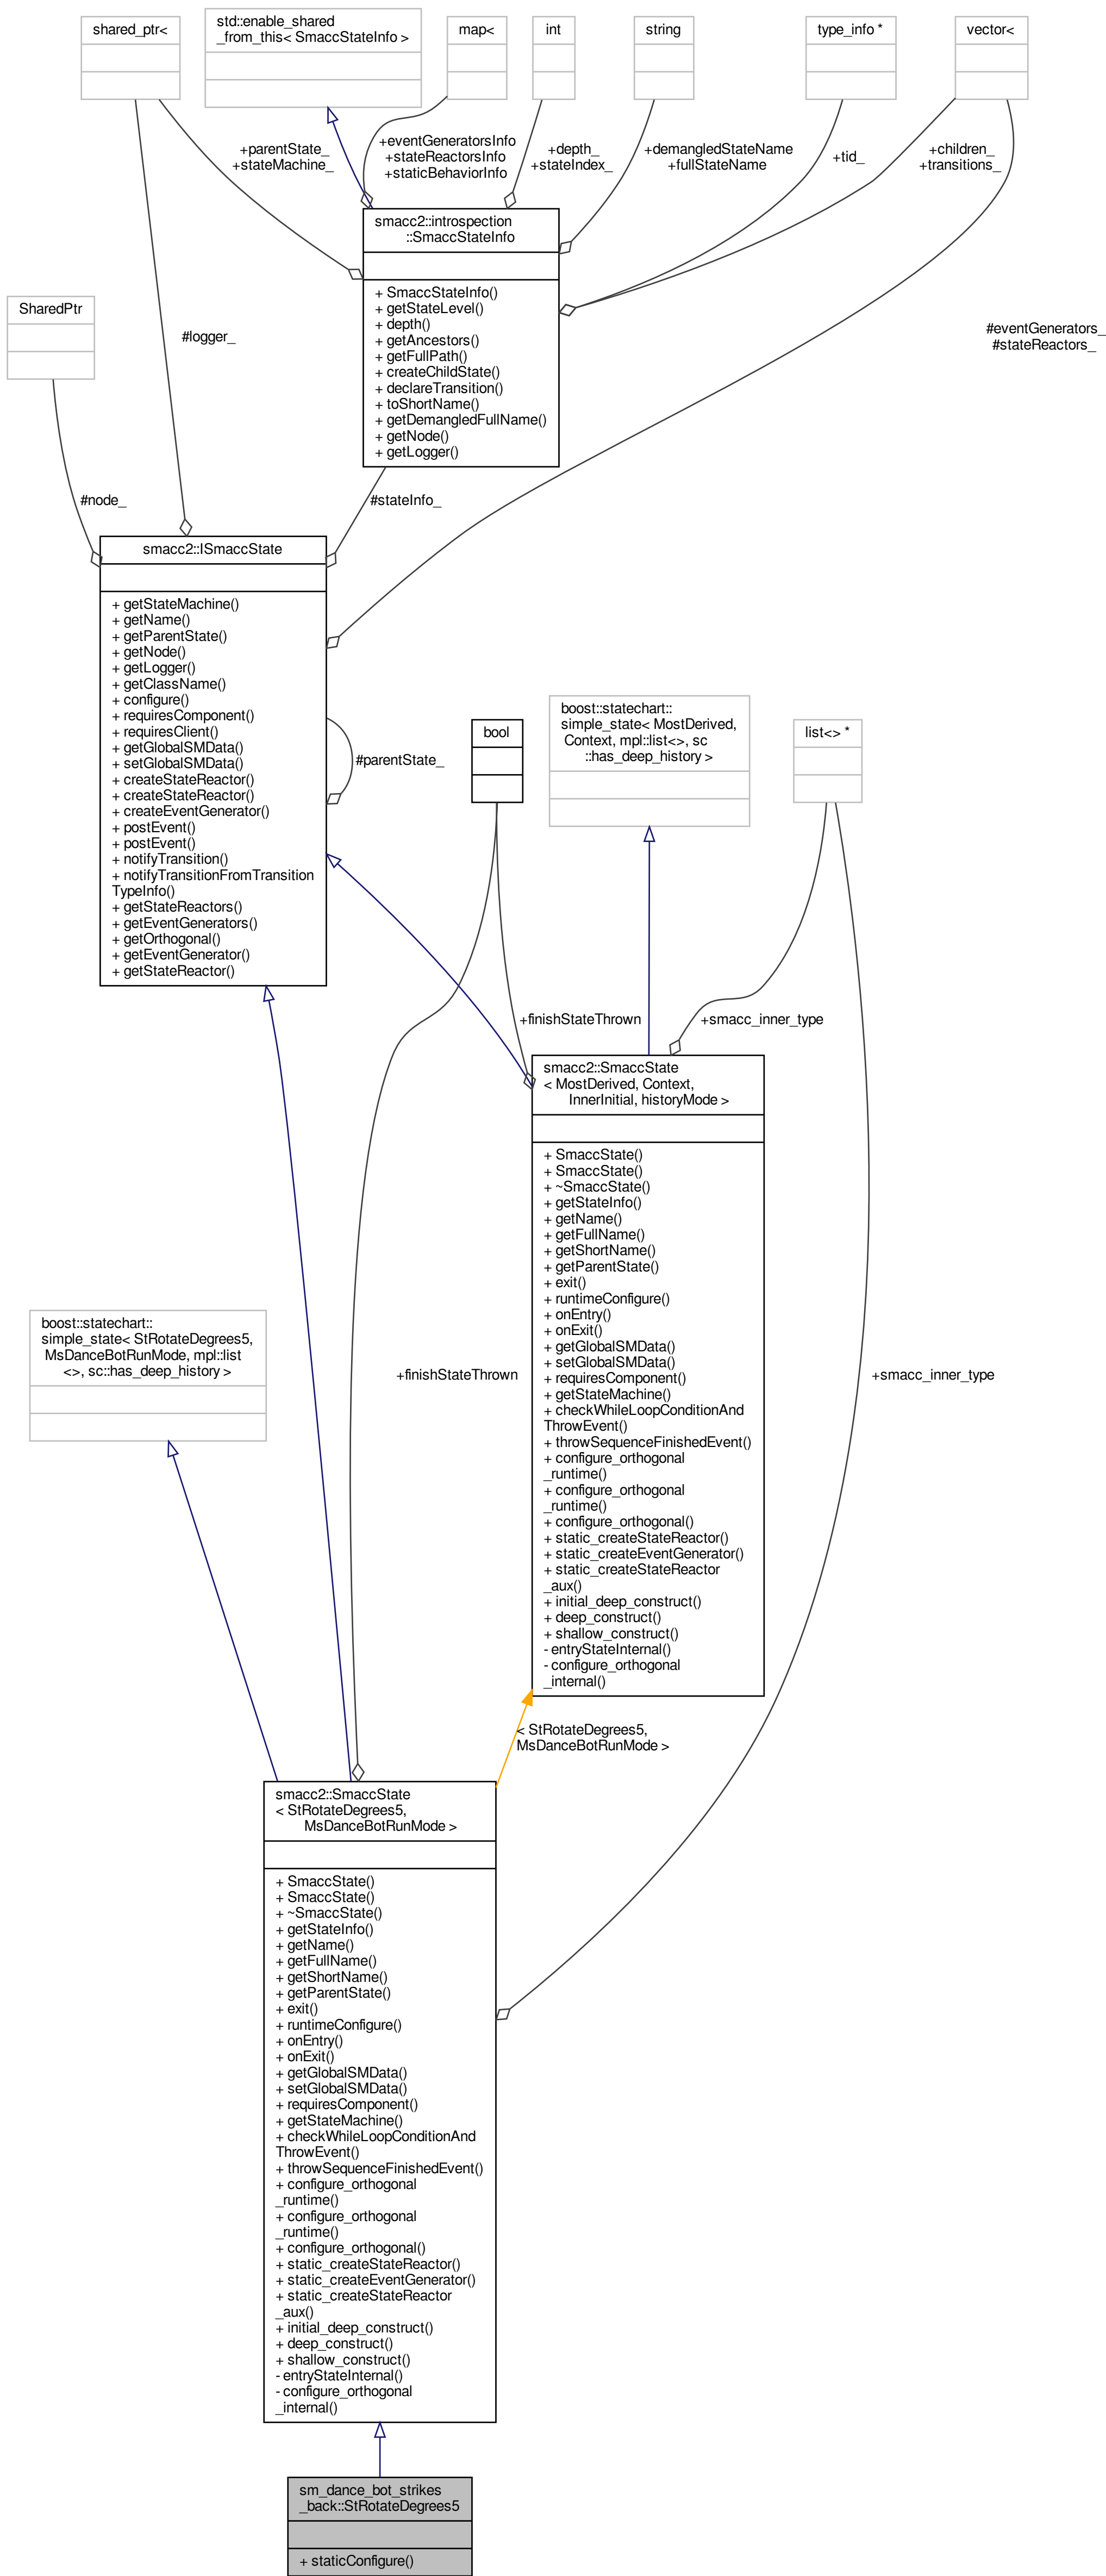 shared_ptr<
std::enable_shared
_from_this< SmaccStateInfo >
map<
int
string
type_info *
vector<
+parentState_
+stateMachine_
+eventGeneratorsInfo
+stateReactorsInfo
+staticBehaviorInfo
+depth_
+stateIndex_
+demangledStateName
+fullStateName
+tid_
+children_
+transitions_
smacc2::introspection
::SmaccStateInfo
+ SmaccStateInfo()
+ getStateLevel()
+ depth()
+ getAncestors()
+ getFullPath()
+ createChildState()
+ declareTransition()
+ toShortName()
+ getDemangledFullName()
+ getNode()
+ getLogger()
SharedPtr
#logger_
#eventGenerators_
#stateReactors_
#node_
#stateInfo_
smacc2::ISmaccState
+ getStateMachine()
+ getName()
+ getParentState()
+ getNode()
+ getLogger()
+ getClassName()
+ configure()
+ requiresComponent()
+ requiresClient()
+ getGlobalSMData()
+ setGlobalSMData()
+ createStateReactor()
+ createStateReactor()
+ createEventGenerator()
+ postEvent()
+ postEvent()
+ notifyTransition()
+ notifyTransitionFromTransition
TypeInfo()
+ getStateReactors()
+ getEventGenerators()
+ getOrthogonal()
+ getEventGenerator()
+ getStateReactor()
#parentState_
bool
boost::statechart::
simple_state< MostDerived,
Context, mpl::list<>, sc
::has_deep_history >
list<> *
+finishStateThrown
+smacc_inner_type
smacc2::SmaccState
< MostDerived, Context,
InnerInitial, historyMode >
+ SmaccState()
+ SmaccState()
+ ~SmaccState()
+ getStateInfo()
+ getName()
+ getFullName()
+ getShortName()
+ getParentState()
+ exit()
+ runtimeConfigure()
+ onEntry()
+ onExit()
+ getGlobalSMData()
+ setGlobalSMData()
+ requiresComponent()
+ getStateMachine()
+ checkWhileLoopConditionAnd
ThrowEvent()
+ throwSequenceFinishedEvent()
+ configure_orthogonal
_runtime()
+ configure_orthogonal
_runtime()
+ configure_orthogonal()
+ static_createStateReactor()
+ static_createEventGenerator()
+ static_createStateReactor
_aux()
+ initial_deep_construct()
+ deep_construct()
+ shallow_construct()
- entryStateInternal()
- configure_orthogonal
_internal()
boost::statechart::
simple_state< StRotateDegrees5,
MsDanceBotRunMode, mpl::list
<>, sc::has_deep_history >
+finishStateThrown
+smacc_inner_type
< StRotateDegrees5,
MsDanceBotRunMode >
smacc2::SmaccState
< StRotateDegrees5,
MsDanceBotRunMode >
+ SmaccState()
+ SmaccState()
+ ~SmaccState()
+ getStateInfo()
+ getName()
+ getFullName()
+ getShortName()
+ getParentState()
+ exit()
+ runtimeConfigure()
+ onEntry()
+ onExit()
+ getGlobalSMData()
+ setGlobalSMData()
+ requiresComponent()
+ getStateMachine()
+ checkWhileLoopConditionAnd
ThrowEvent()
+ throwSequenceFinishedEvent()
+ configure_orthogonal
_runtime()
+ configure_orthogonal
_runtime()
+ configure_orthogonal()
+ static_createStateReactor()
+ static_createEventGenerator()
+ static_createStateReactor
_aux()
+ initial_deep_construct()
+ deep_construct()
+ shallow_construct()
- entryStateInternal()
- configure_orthogonal
_internal()
sm_dance_bot_strikes
_back::StRotateDegrees5
+ staticConfigure()